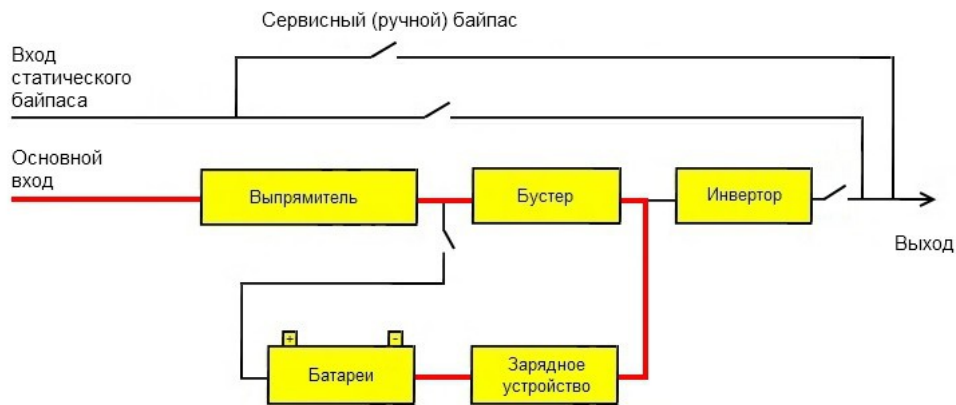 Сервисный (ручной) байпас
Вход
статического
байпаса
Основной
вход
Выпрямитель
Бустер
Инвертор
Выход
+
-
Батареи
Зарядное
устройство